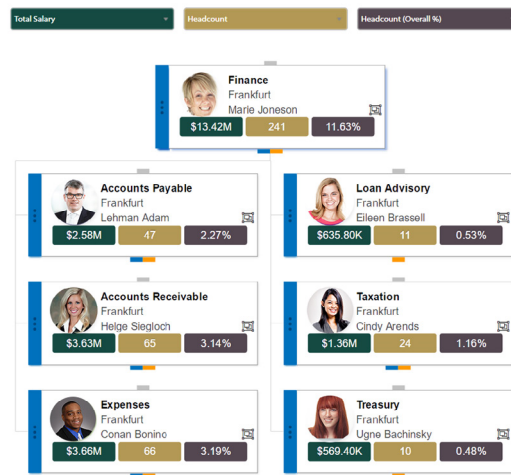 Total Salary
Headcount
Headcount (Overall %)
Finance
Frankfurt
Marie Joneson
$13.42M 241 11.63%
Accounts Payable
Frankfurt
Lehman Adam
$2.58M 47 2.27%
Loan Advisory
Frankfurt
Eileen Brassell
$635.80K 11 0.53%
Accounts Receivable
Frankfurt
Helge Siegloch
$3.63M 65 3.14%
Taxation
Frankfurt
Cindy Arends
$1.36M 24 1.16%
Expenses
Frankfurt
Conan Bonino
$3.66M 66 3.19%
Treasury
Frankfurt
Ugne Bachinsky
$569.40K 10 0.48%